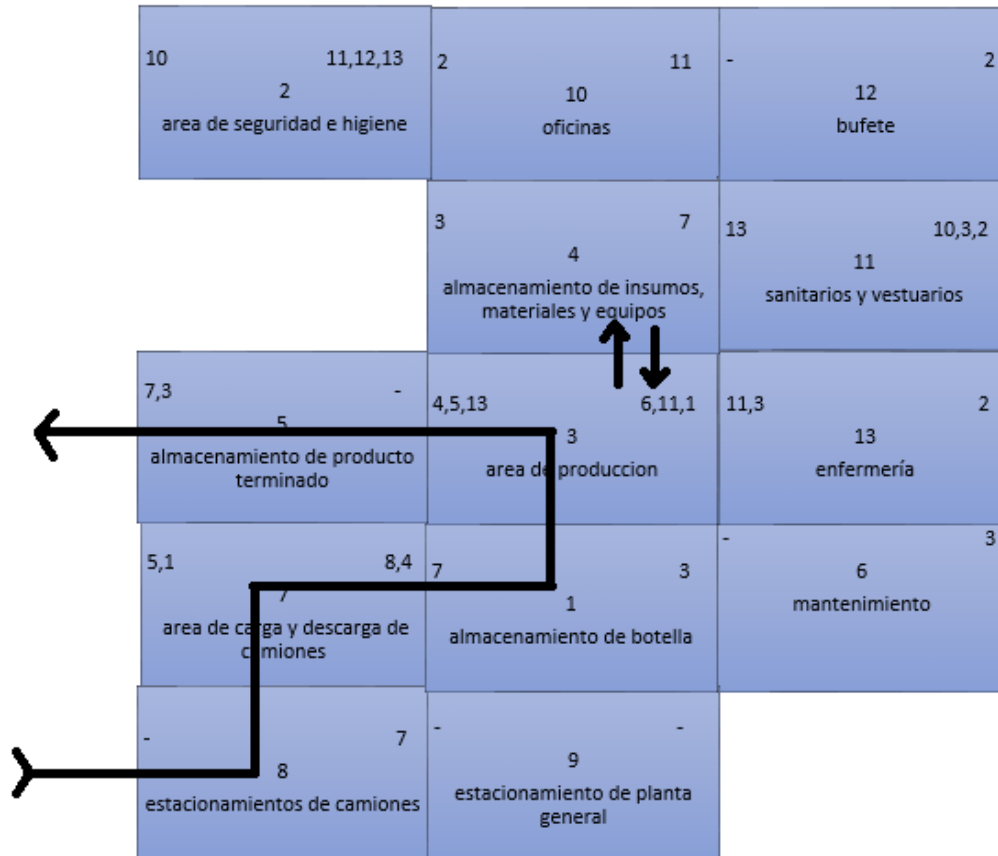 10 11,12,13
2
area de seguridad e higiene
2 11
10
oficinas
- 2
12
bufete
3 7
4
almacenamiento de insumos,
materiales y equipos
13 10,3,2
11
sanitarios y vestuarios
7,3 -
5
almacenamiento de producto
terminado
4,5,13 6,11,1
3
area de produccion
11,3 2
13
enfermería
5,1 8,4
7
area de carga y descarga de
camiones
7 3
1
almacenamiento de botella
- 3
6
mantenimiento
- 7
8
estacionamientos de camiones
- -
9
estacionamiento de planta
general